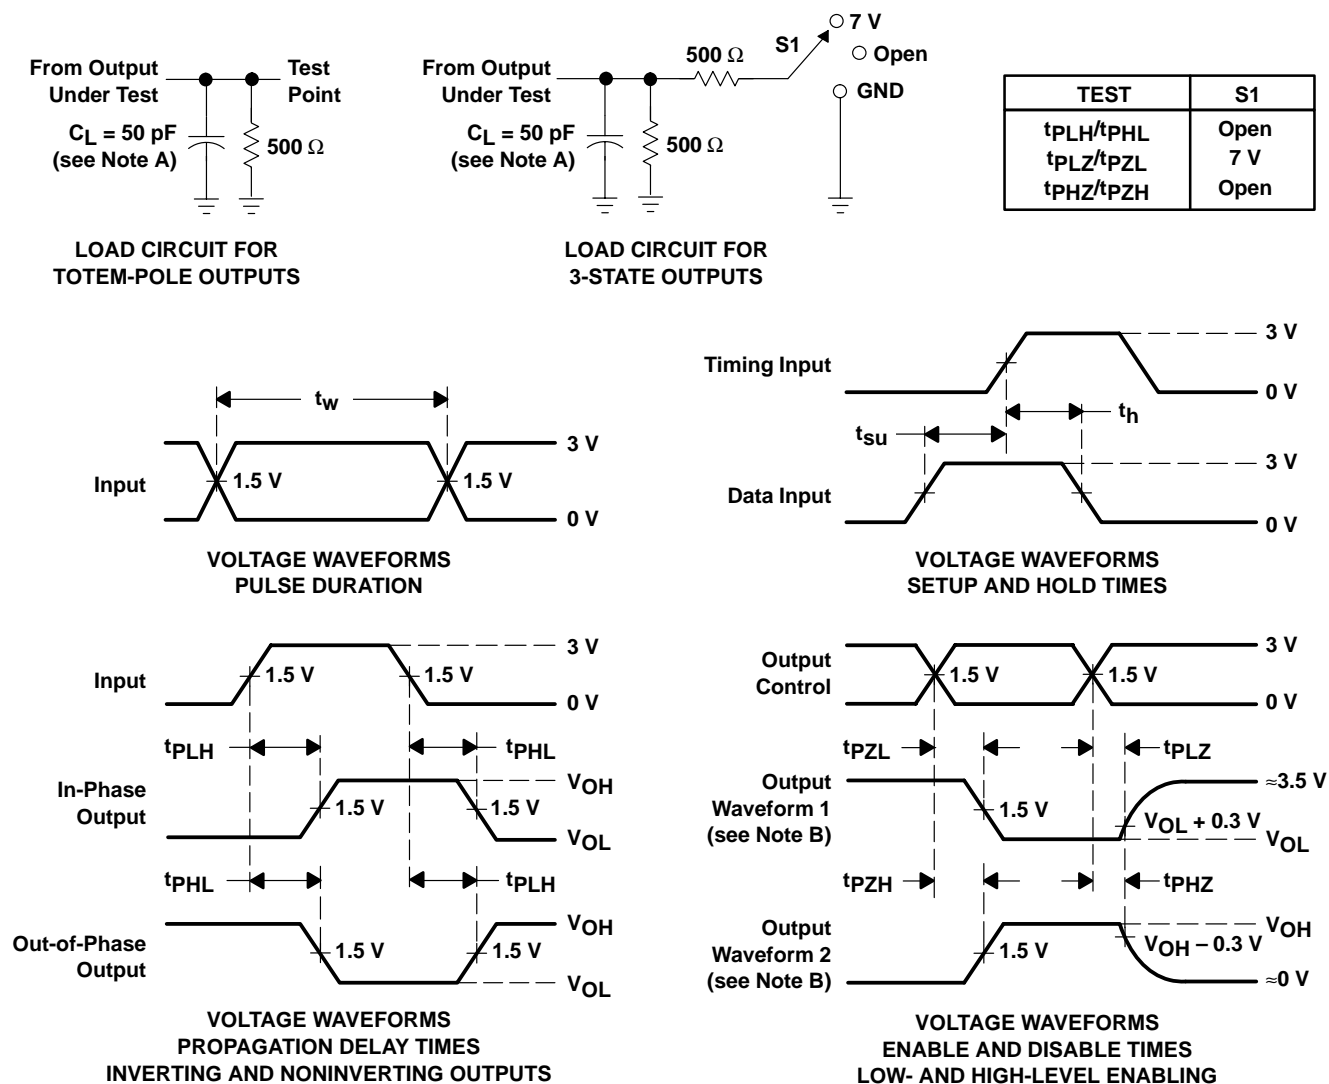 From Output
Under Test
Test
Point
CL = 50 pF
(see Note A)
500 Ω
LOAD CIRCUIT FOR
TOTEM-POLE OUTPUTS
From Output
Under Test
CL = 50 pF
(see Note A)
500 Ω
500 Ω
S1
7 V
Open
GND
LOAD CIRCUIT FOR
3-STATE OUTPUTS
TEST S1
tPLH/tPHL Open
tPLZ/tPZL 7 V
tPHZ/tPZH Open
tw
Input
1.5 V
1.5 V
3 V
0 V
VOLTAGE WAVEFORMS
PULSE DURATION
Timing Input
3 V
0 V
tsu
th
Data Input
3 V
0 V
VOLTAGE WAVEFORMS
SETUP AND HOLD TIMES
Input
1.5 V
1.5 V
3 V
0 V
tPLH
tPHL
In-Phase
Output
1.5 V
1.5 V
VOH
VOL
tPHL
tPLH
Out-of-Phase
Output
1.5 V
1.5 V
VOH
VOL
VOLTAGE WAVEFORMS
PROPAGATION DELAY TIMES
INVERTING AND NONINVERTING OUTPUTS
Output
Control
1.5 V
1.5 V
3 V
0 V
tPZL
tPLZ
Output
Waveform 1
(see Note B)
1.5 V
VOL + 0.3 V
≈3.5 V
VOL
tPZH
tPHZ
Output
Waveform 2
(see Note B)
1.5 V
VOH – 0.3 V
VOH
≈0 V
VOLTAGE WAVEFORMS
ENABLE AND DISABLE TIMES
LOW- AND HIGH-LEVEL ENABLING